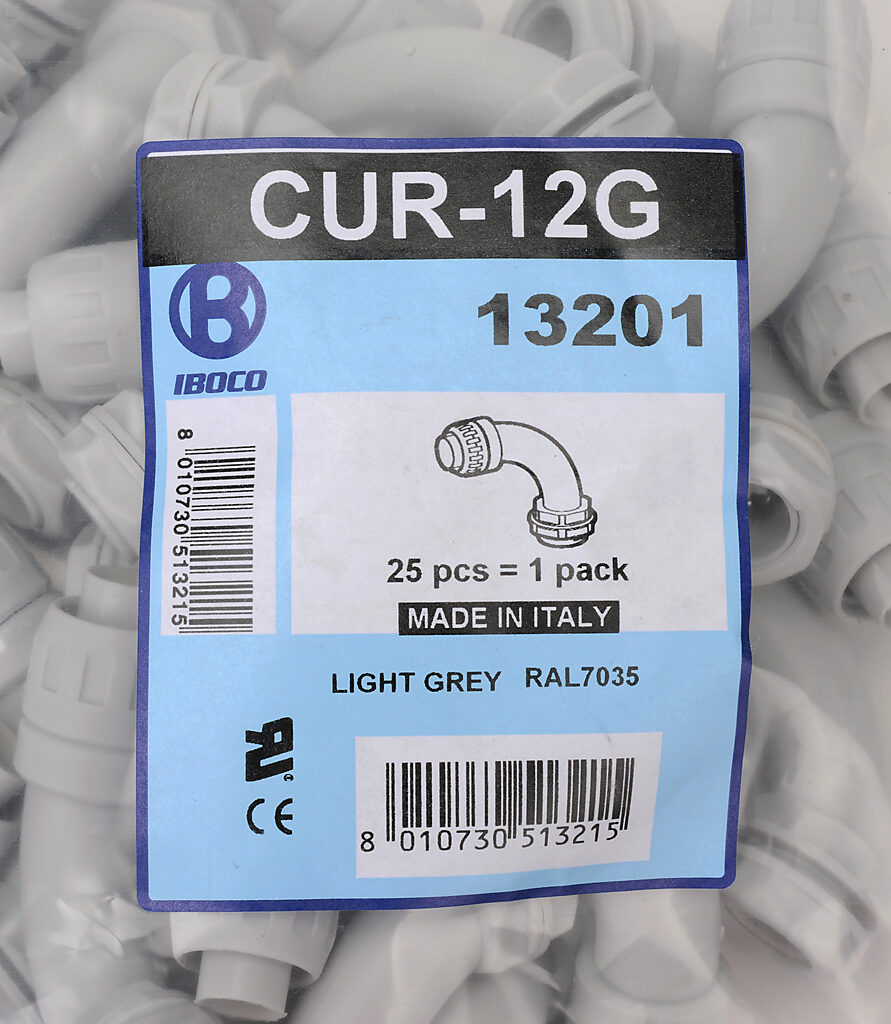 CUR-12G
13201
IBOCO
8 010730 513215
25 pcs = 1 pack
MADE IN ITALY
LIGHT GREY RAL7035
RU
CE
8 010730 513215